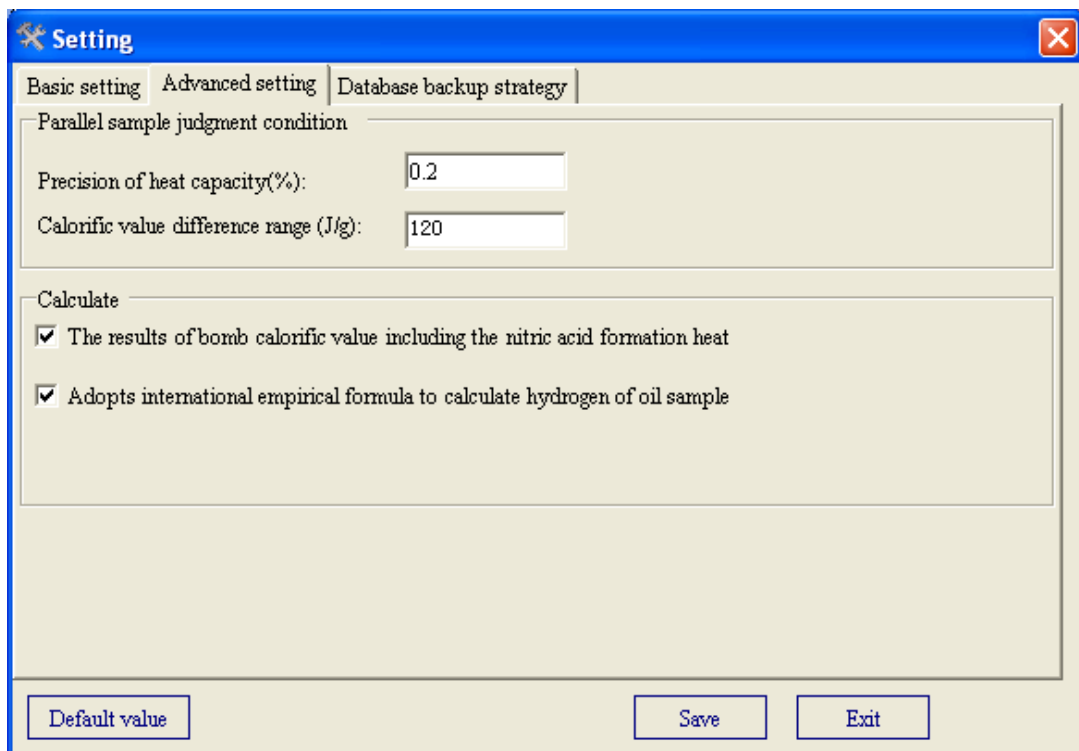 Setting
Basic setting Advanced setting Database backup strategy
Parallel sample judgment condition
Precision of heat capacity(%): 0.2
Calorific value difference range (J/g): 120
Calculate
The results of bomb calorific value including the nitric acid formation heat
Adopts international empirical formula to calculate hydrogen of oil sample
Default value Save Exit